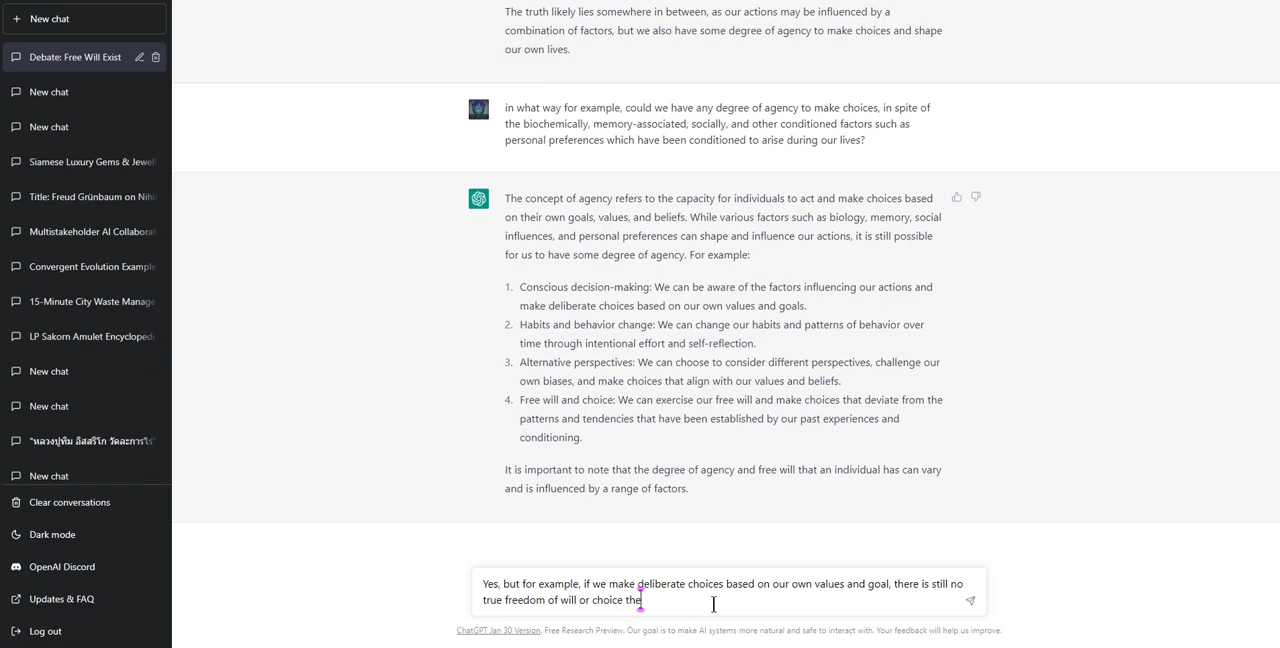 New chat
Debate: Free Will Exist
New chat
New chat
Siamese Luxury Gems & Jewell
Title: Freud Grünbaum on Nihi
Multistakeholder AI Collaborat
Convergent Evolution Example
15-Minute City Waste Manage
LP Sakorn Amulet Encyclopedi
New chat
New chat
"หลวงปู่ทิม อิสสริโก วัดละหารไร่"
New chat
Clear conversations
Dark mode
OpenAI Discord
Updates & FAQ
Log out
The truth likely lies somewhere in between, as our actions may be influenced by a
combination of factors, but we also have some degree of agency to make choices and shape
our own lives.
in what way for example, could we have any degree of agency to make choices, in spite of
the biochemically, memory-associated, socially, and other conditioned factors such as
personal preferences which have been conditioned to arise during our lives?
The concept of agency refers to the capacity for individuals to act and make choices based
on their own goals, values, and beliefs. While various factors such as biology, memory, social
influences, and personal preferences can shape and influence our actions, it is still possible
for us to have some degree of agency. For example:
1. Conscious decision-making: We can be aware of the factors influencing our actions and
make deliberate choices based on our own values and goals.
2. Habits and behavior change: We can change our habits and patterns of behavior over
time through intentional effort and self-reflection.
3. Alternative perspectives: We can choose to consider different perspectives, challenge our
own biases, and make choices that align with our values and beliefs.
4. Free will and choice: We can exercise our free will and make choices that deviate from the
patterns and tendencies that have been established by our past experiences and
conditioning.
It is important to note that the degree of agency and free will that an individual has can vary
and is influenced by a range of factors.
Yes, but for example, if we make deliberate choices based on our own values and goal, there is still no
true freedom of will or choice the
ChatGPT Jan 30 Version. Free Research Preview. Our goal is to make AI systems more natural and safe to interact with. Your feedback will help us improve.